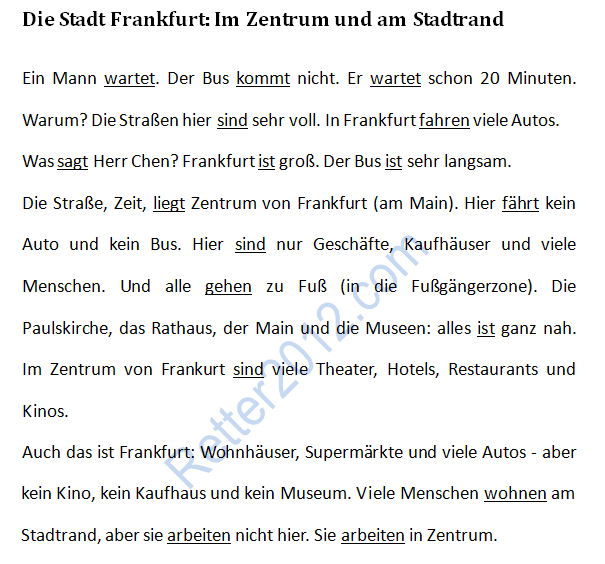 Die Stadt Frankfurt: Im Zentrum und am Stadtrand
Ein Mann wartet. Der Bus kommt nicht. Er wartet schon 20 Minuten.
Warum? Die Straßen hier sind sehr voll. In Frankfurt fahren viele Autos.
Was sagt Herr Chen? Frankfurt ist groß. Der Bus ist sehr langsam.
Die Straße, Zeit, liegt Zentrum von Frankfurt (am Main). Hier fährt kein
Auto und kein Bus. Hier sind nur Geschäfte, Kaufhäuser und viele
Menschen. Und alle gehen zu Fuß (in die Fußgängerzone). Die
Paulskirche, das Rathaus, der Main und die Museen: alles ist ganz nah.
Im Zentrum von Frankurt sind viele Theater, Hotels, Restaurants und
Kinos.
Auch das ist Frankfurt: Wohnhäuser, Supermärkte und viele Autos - aber
kein Kino, kein Kaufhaus und kein Museum. Viele Menschen wohnen am
Stadtrand, aber sie arbeiten nicht hier. Sie arbeiten in Zentrum.
Retter2012.com